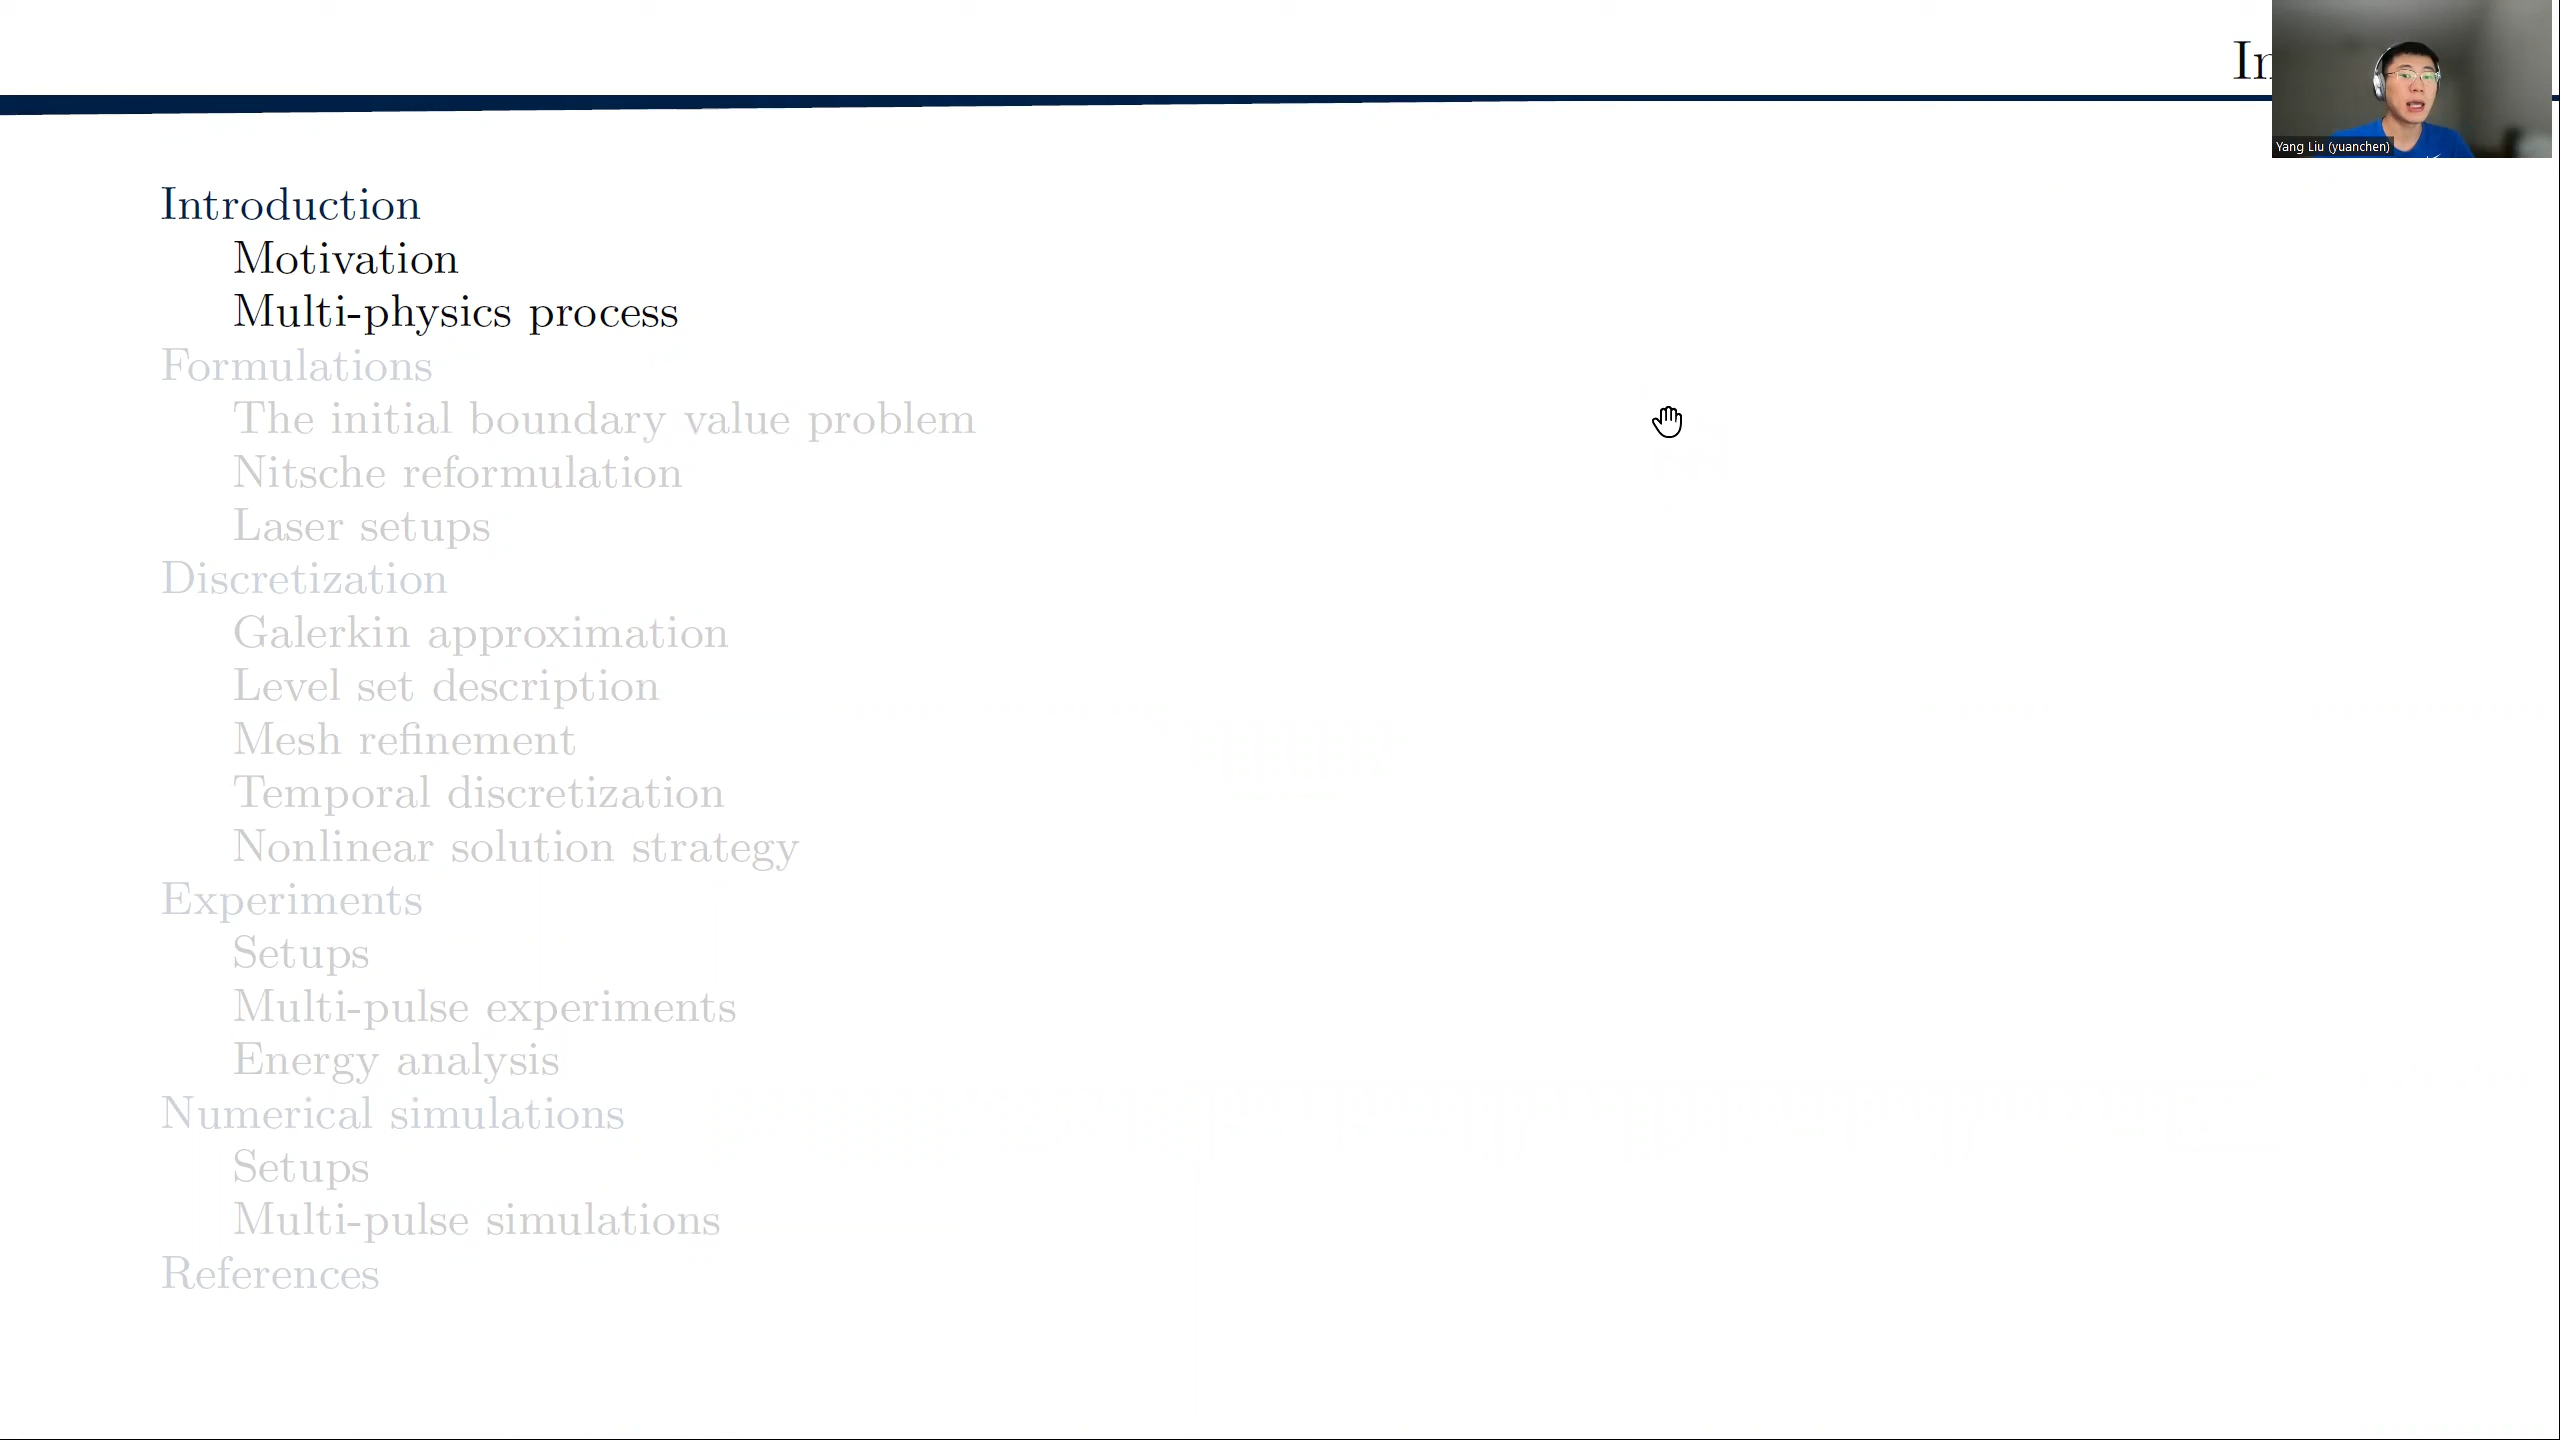 Yang Liu (yuanchen)
Introduction
Motivation
Multi-physics process
Formulations
The initial boundary value problem
Nitsche reformulation
Laser setups
Discretization
Galerkin approximation
Level set description
Mesh refinement
Temporal discretization
Nonlinear solution strategy
Experiments
Setups
Multi-pulse experiments
Energy analysis
Numerical simulations
Setups
Multi-pulse simulations
References